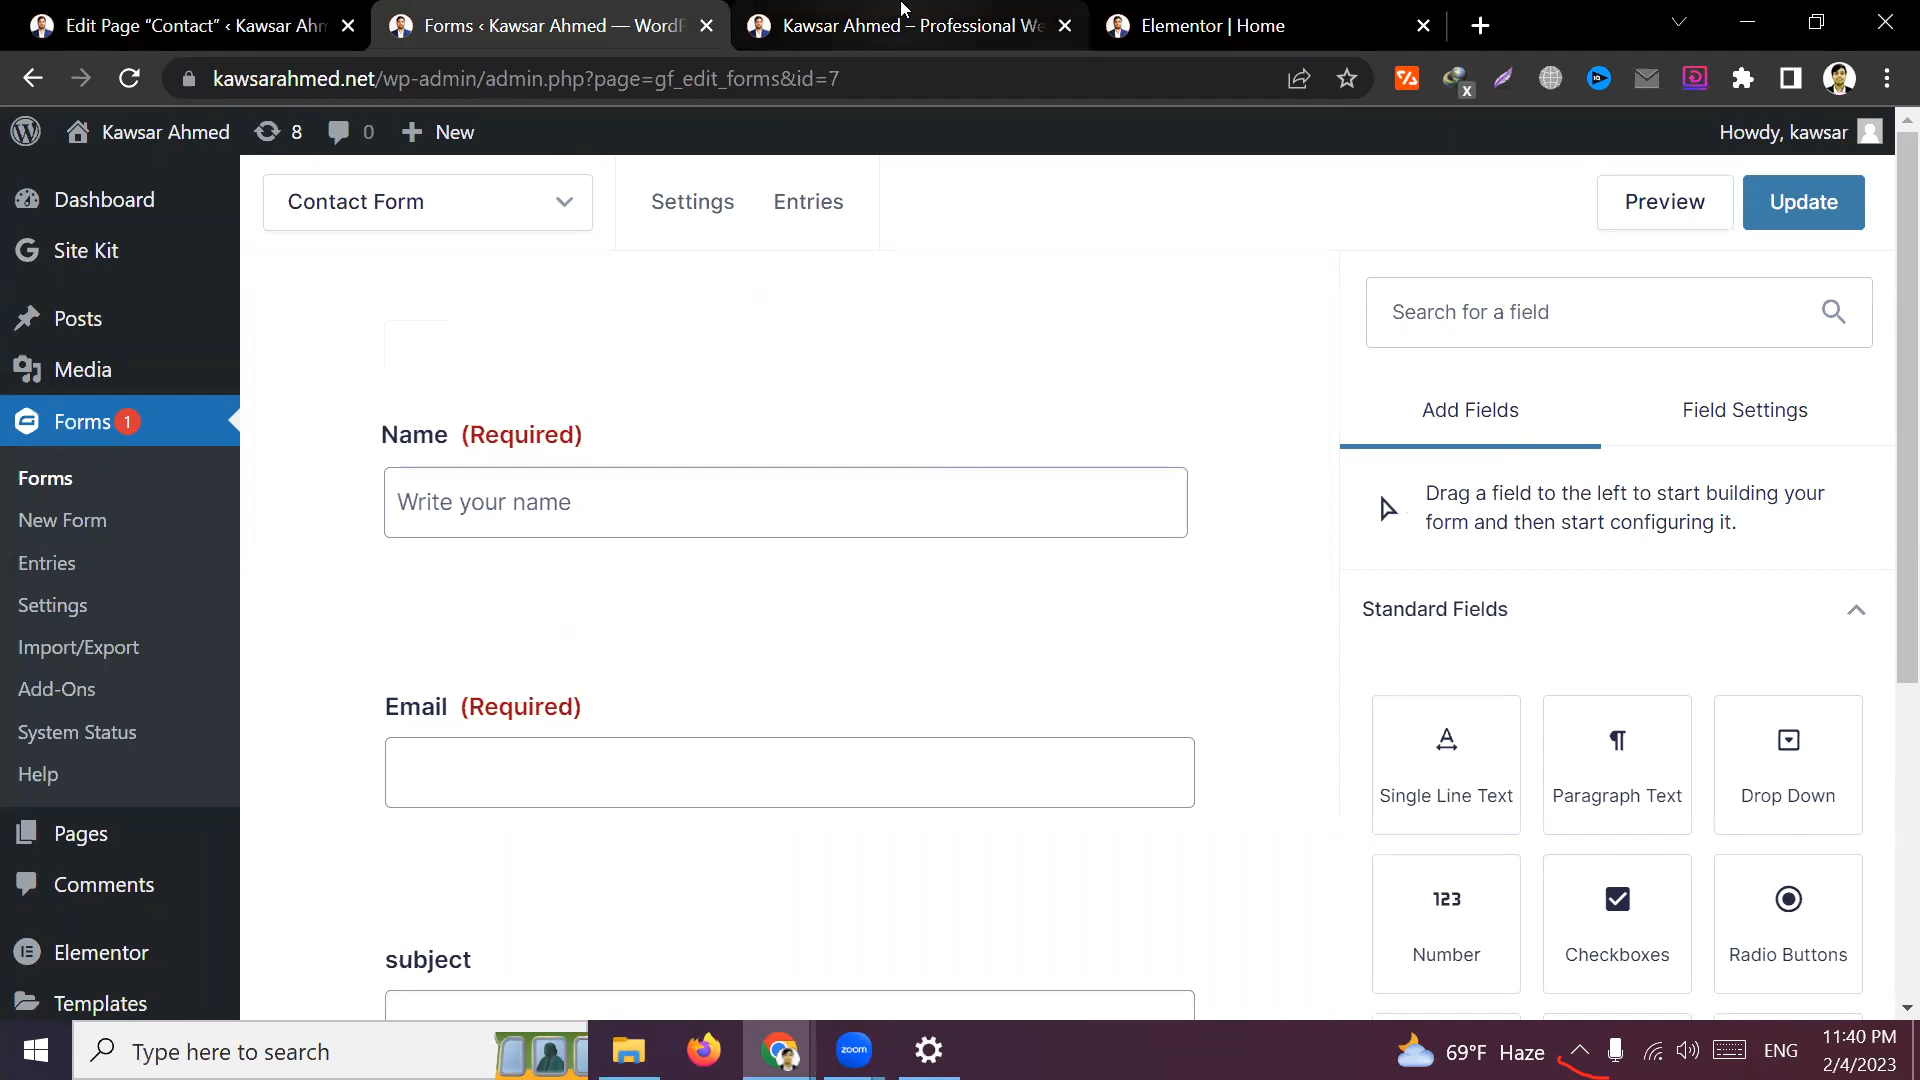 Edit Page “Contact” ‹ Kawsar Ahm
Forms ‹ Kawsar Ahmed — WordP
Kawsar Ahmed – Professional We
Elementor | Home
kawsarahmed.net/wp-admin/admin.php?page=gf_edit_forms&id=7
Kawsar Ahmed
8
0
New
Howdy, kawsar
Dashboard
Site Kit
Posts
Media
Forms 1
Forms
New Form
Entries
Settings
Import/Export
Add-Ons
System Status
Help
Pages
Comments
Elementor
Templates
Contact Form
Settings
Entries
Preview
Update
Name (Required)
Write your name
Email (Required)
subject
Search for a field
Add Fields
Field Settings
Drag a field to the left to start building your
form and then start configuring it.
Standard Fields
Single Line Text
Paragraph Text
Drop Down
123
Number
Checkboxes
Radio Buttons
Type here to search
zoom
69°F Haze
ENG
11:40 PM
2/4/2023